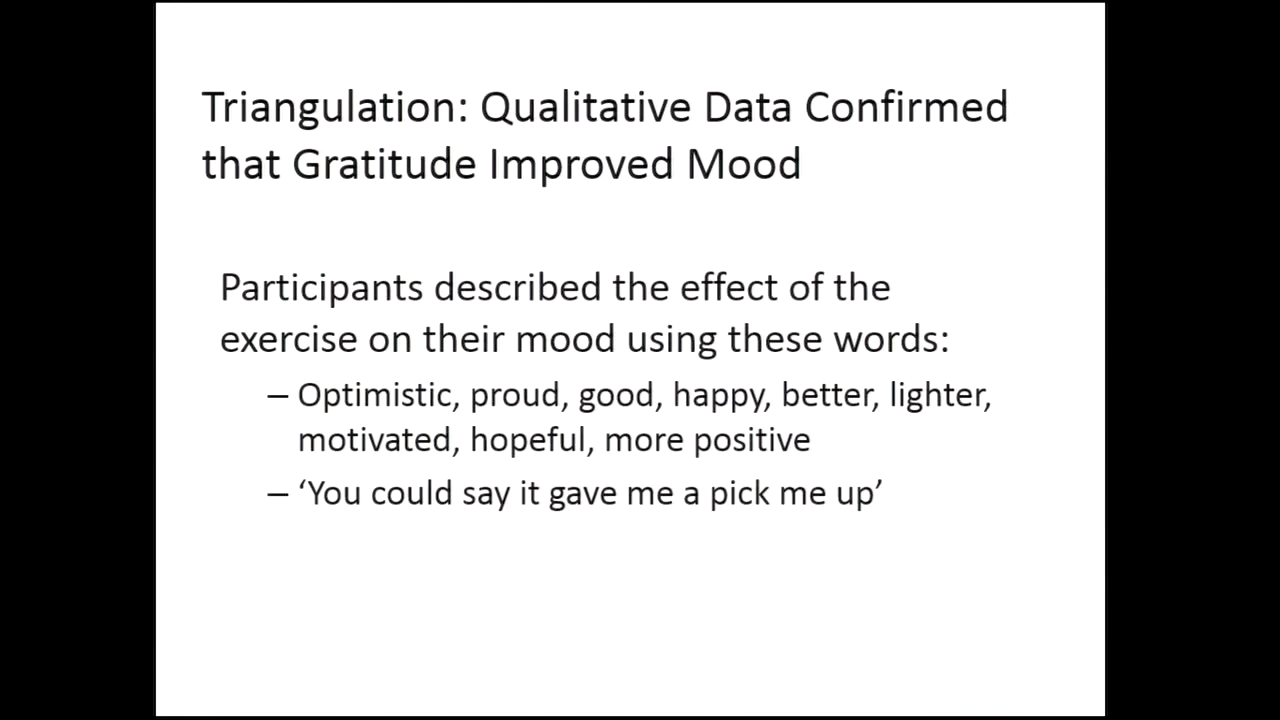 Triangulation: Qualitative Data Confirmed
that Gratitude Improved Mood
Participants described the effect of the
exercise on their mood using these words:
– Optimistic, proud, good, happy, better, lighter,
motivated, hopeful, more positive
– ‘You could say it gave me a pick me up’